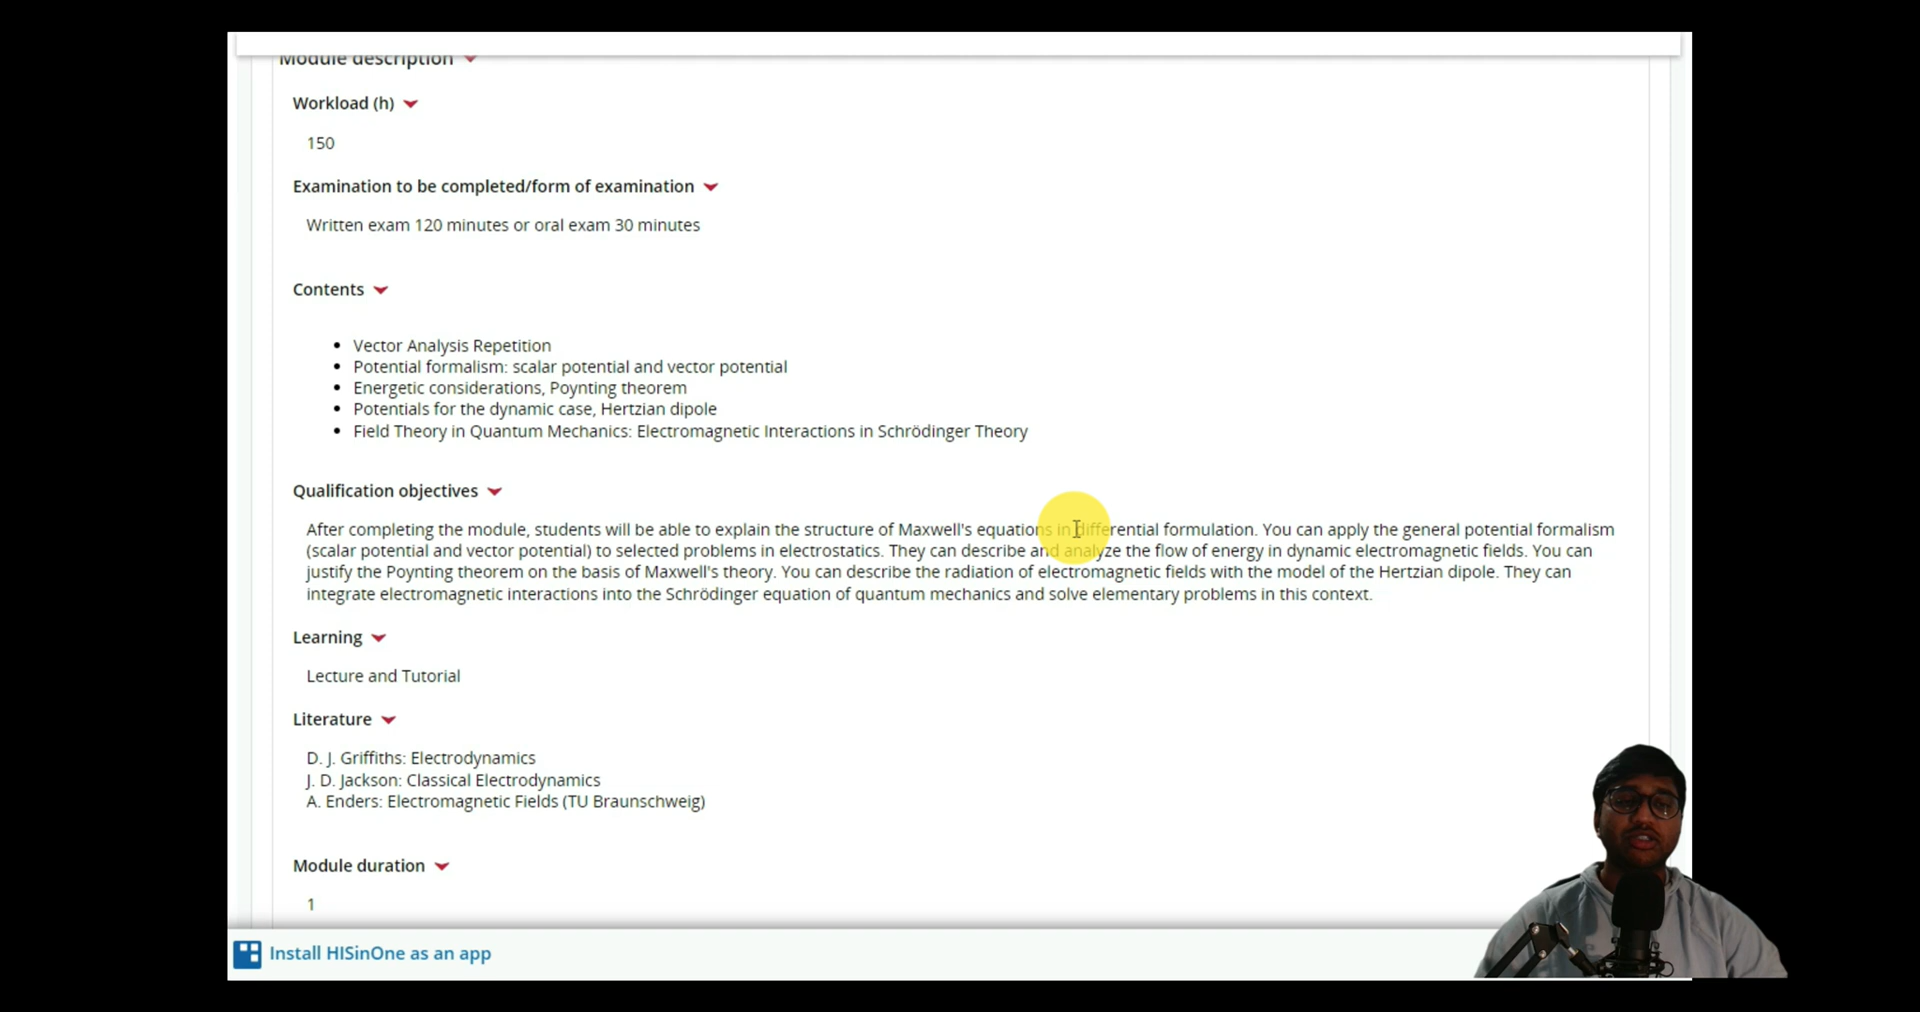 Module description
Workload (h)
150
Examination to be completed/form of examination
Written exam 120 minutes or oral exam 30 minutes
Contents
• Vector Analysis Repetition
• Potential formalism: scalar potential and vector potential
• Energetic considerations, Poynting theorem
• Potentials for the dynamic case, Hertzian dipole
• Field Theory in Quantum Mechanics: Electromagnetic Interactions in Schrödinger Theory
Qualification objectives
After completing the module, students will be able to explain the structure of Maxwell's equations in differential formulation. You can apply the general potential formalism
(scalar potential and vector potential) to selected problems in electrostatics. They can describe and analyze the flow of energy in dynamic electromagnetic fields. You can
justify the Poynting theorem on the basis of Maxwell's theory. You can describe the radiation of electromagnetic fields with the model of the Hertzian dipole. They can
integrate electromagnetic interactions into the Schrödinger equation of quantum mechanics and solve elementary problems in this context.
Learning
Lecture and Tutorial
Literature
D. J. Griffiths: Electrodynamics
J. D. Jackson: Classical Electrodynamics
A. Enders: Electromagnetic Fields (TU Braunschweig)
Module duration
1
Install HISinOne as an app